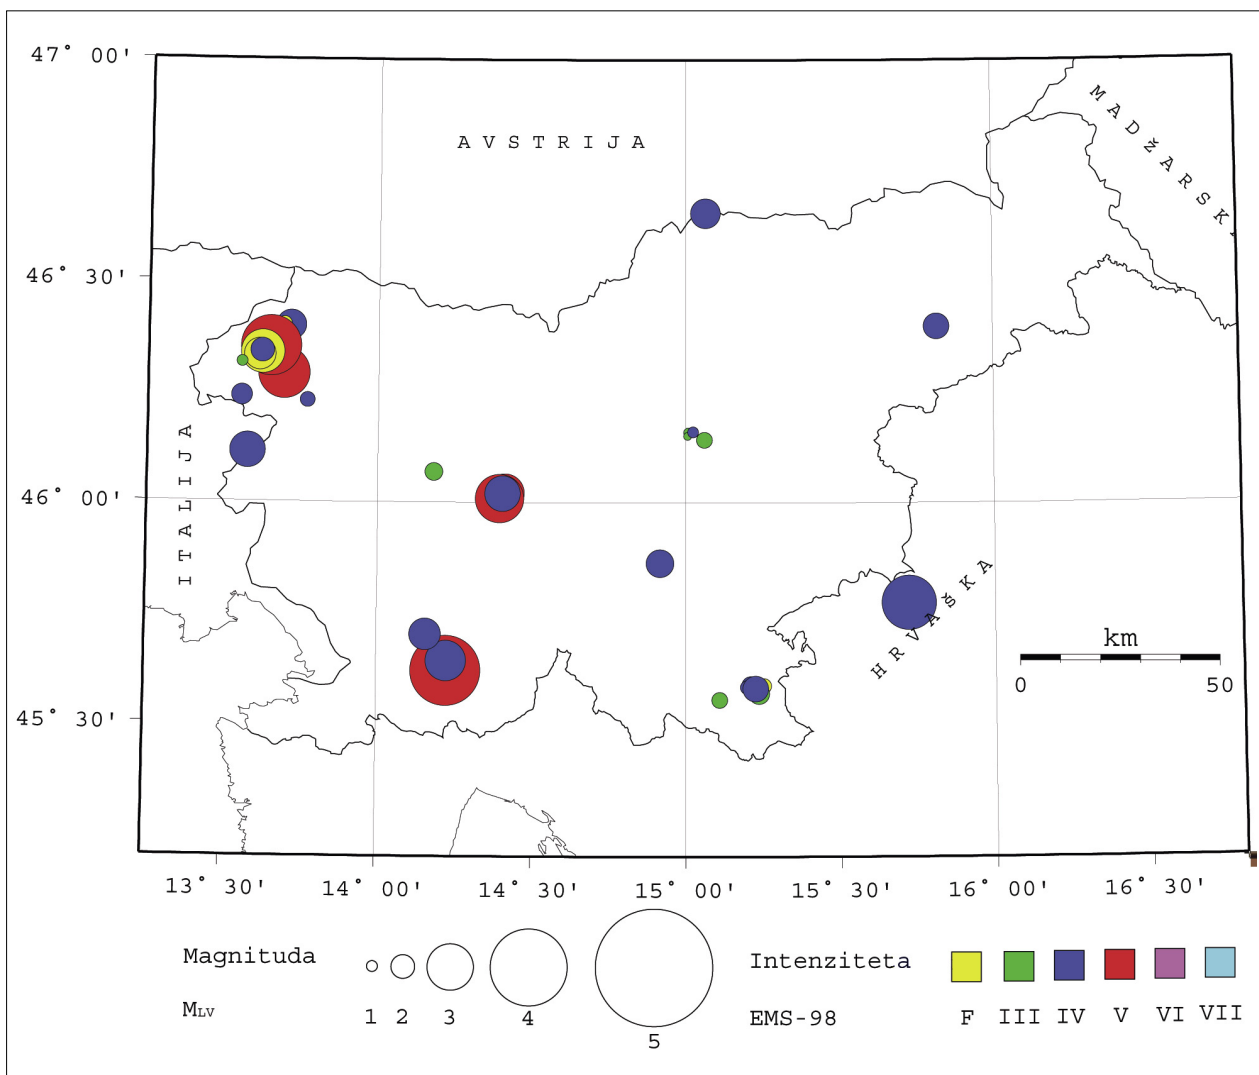 47° 00'
AVSTRIJA
MADŽARSK
46° 30'
ITALIJA
46° 00'
HRVAŠKA
km
0 50
45° 30'
13° 30' 14° 00' 14° 30' 15° 00' 15° 30' 16° 00' 16° 30'
Magnituda
Intenziteta
MLV
1 2 3 4 5
EMS-98
F III IV V VI VII